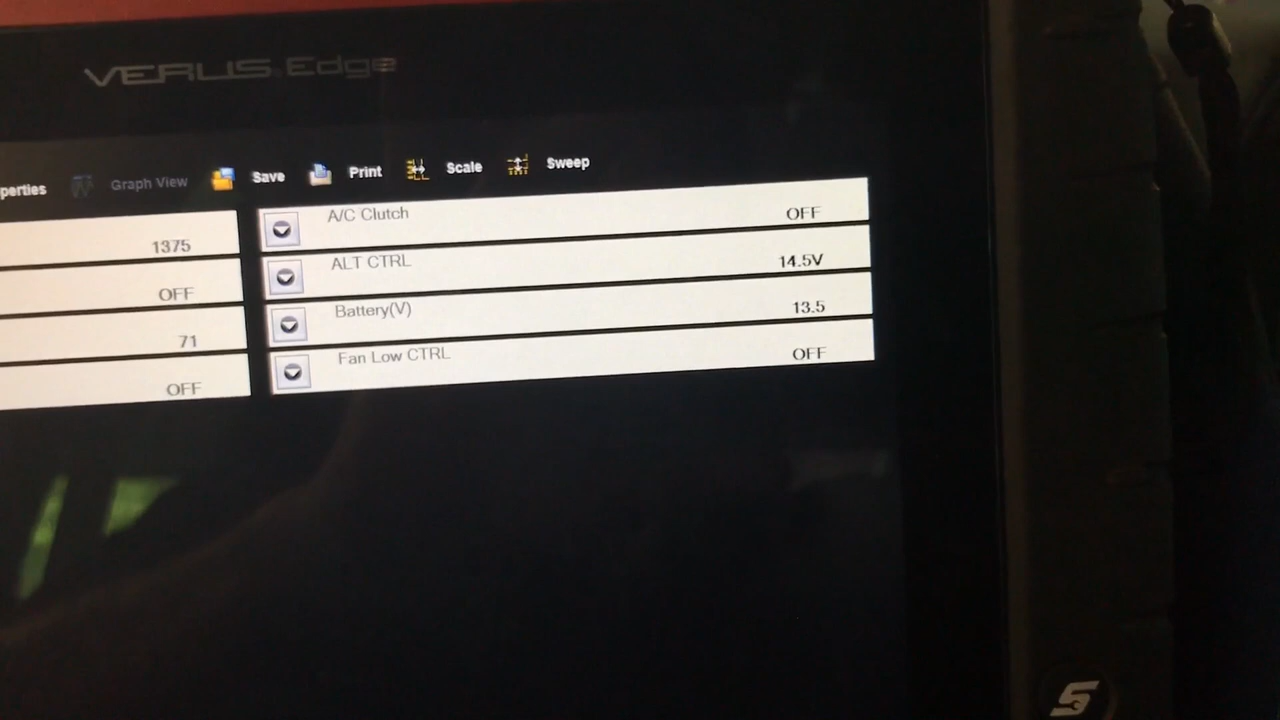 VERUS Edge
perties Graph View Save Print Scale Sweep
1375
OFF
71
OFF
A/C Clutch OFF
ALT CTRL 14.5V
Battery(V) 13.5
Fan Low CTRL OFF